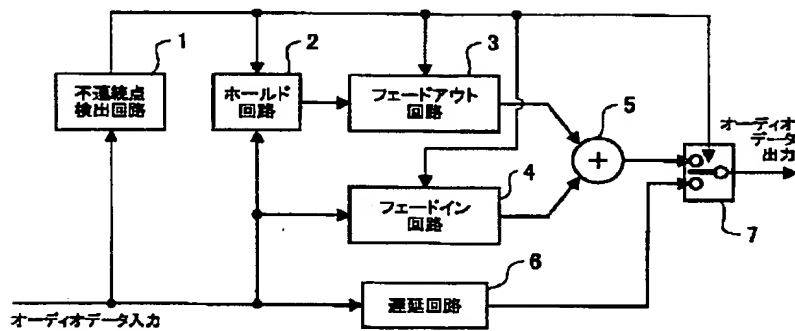 1
不連続点
検出回路
2
ホールド
回路
3
フェードアウト
回路
4
フェードイン
回路
5
+
オーディオ
データ
出力
7
6
遅延回路
オーディオデータ入力